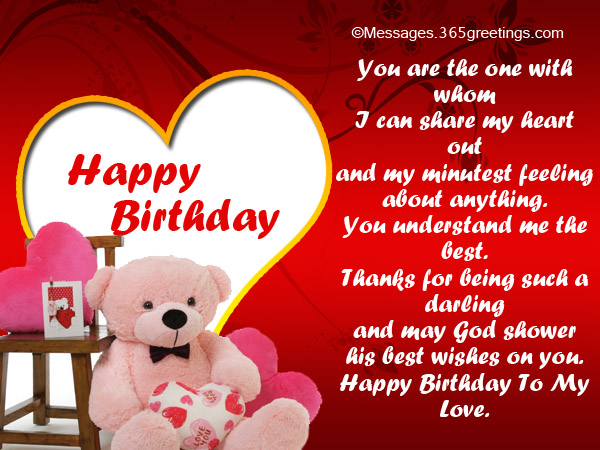 ©Messages.365greetings.com
Happy
Birthday
You are the one with
whom
I can share my heart
out
and my minutest feeling
about anything.
You understand me the
best.
Thanks for being such a
darling
and may God shower
his best wishes on you.
Happy Birthday To My
Love.
LOVE
YOU